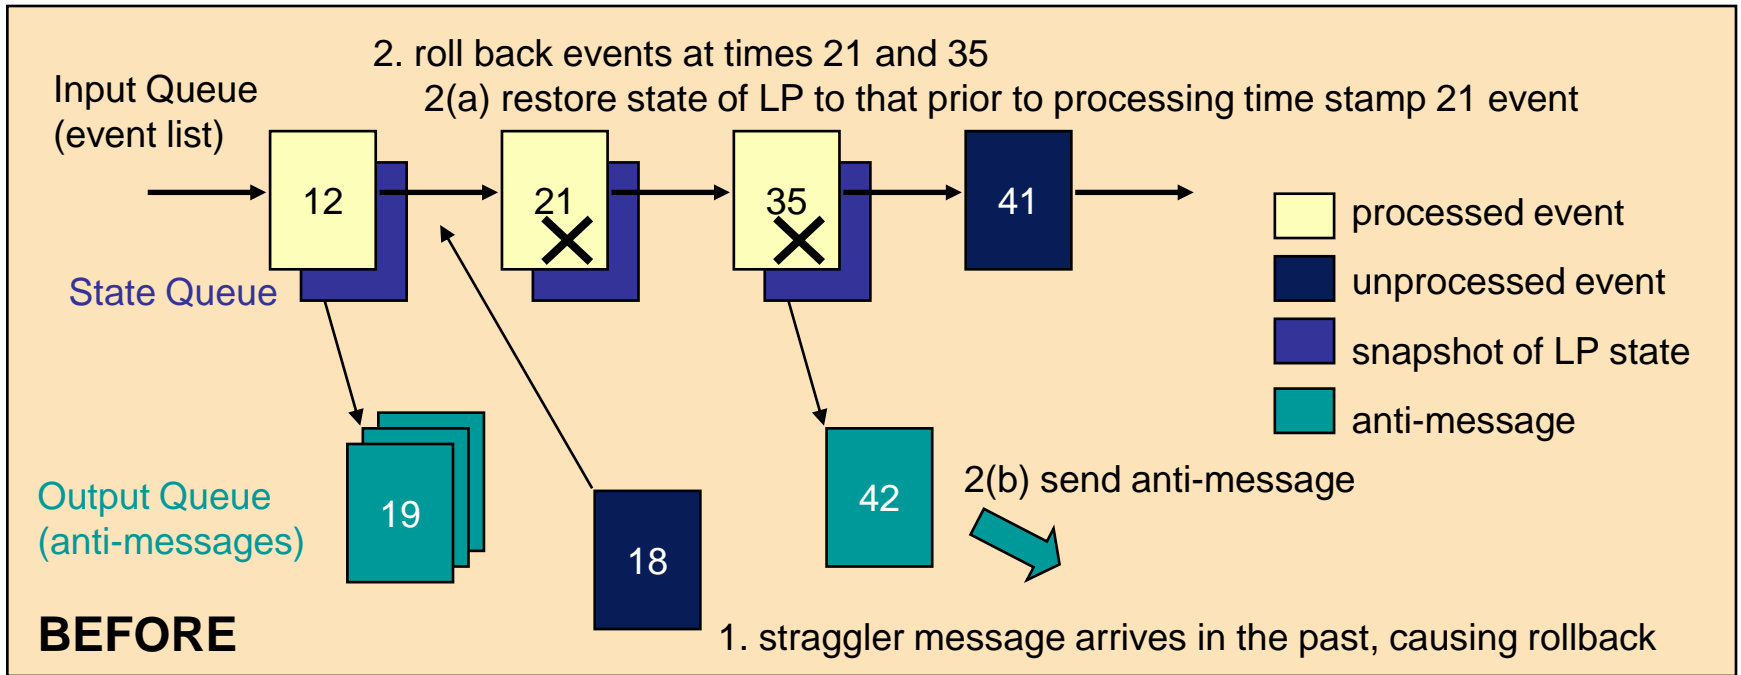 2. roll back events at times 21 and 35
Input Queue
(event list)
2(a) restore state of LP to that prior to processing time stamp 21 event
12
21
35
41
processed event
State Queue
unprocessed event
snapshot of LP state
anti-message
Output Queue
(anti-messages)
19
18
42
2(b) send anti-message
BEFORE
1. straggler message arrives in the past, causing rollback